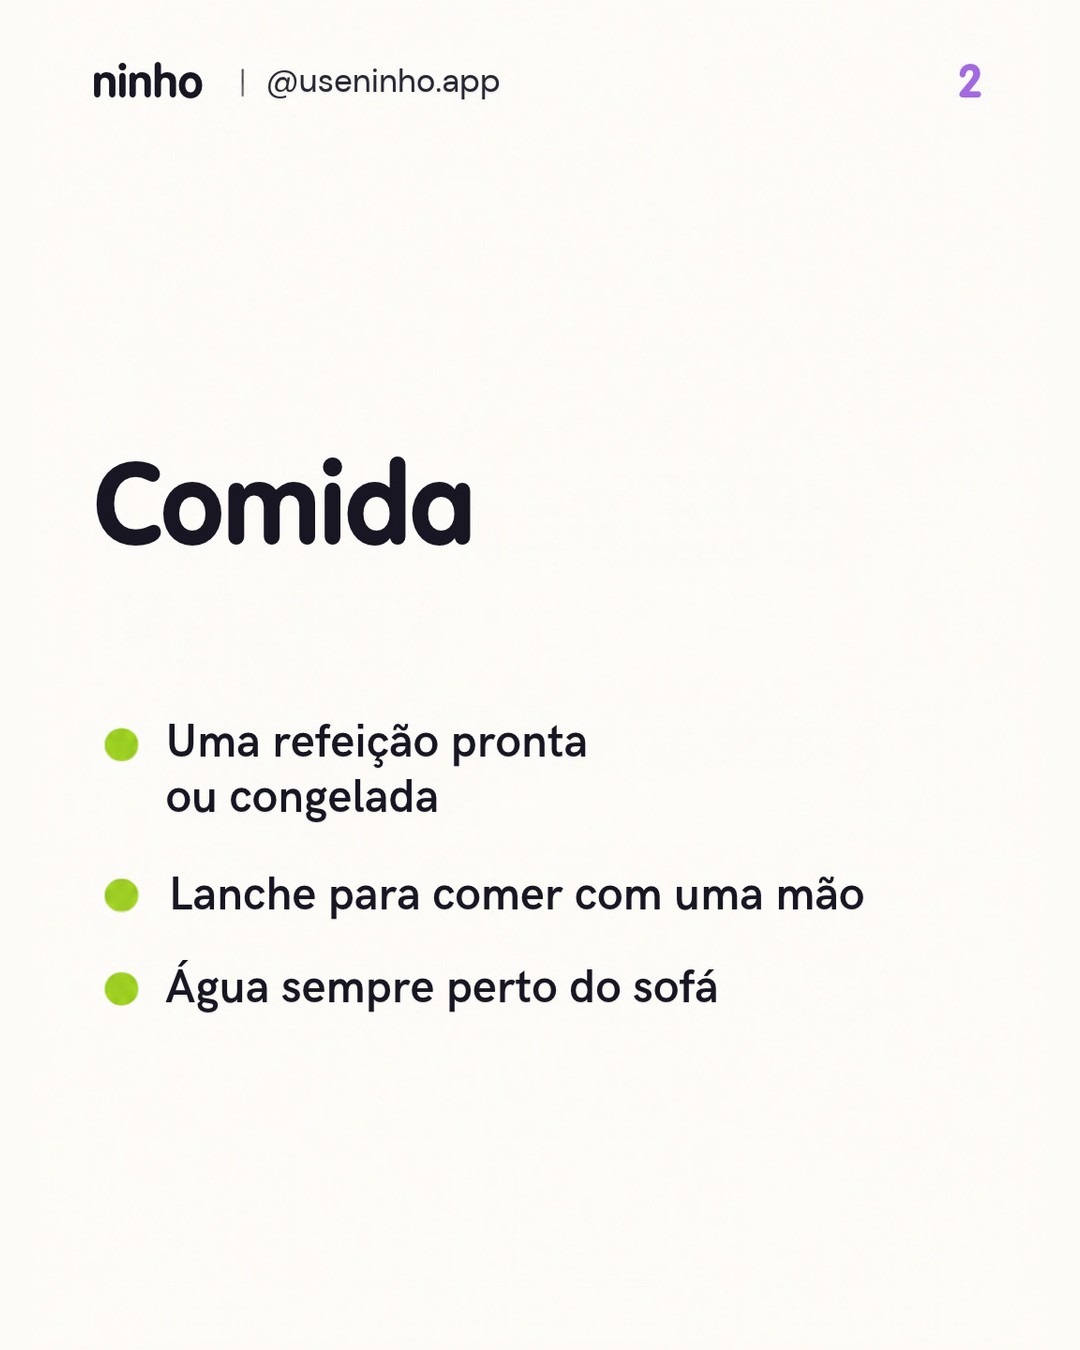 ninho | @useninho.app
2
Comida
Uma refeição pronta
ou congelada
Lanche para comer com uma mão
Água sempre perto do sofá